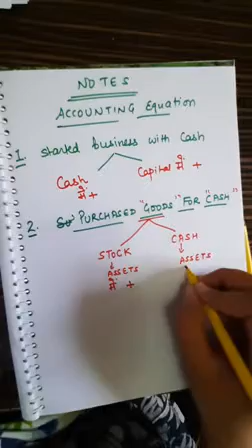 NOTES
ACCOUNTING Equation
1. Started business with Cash
Cash में + Capital में +
2. PURCHASED "GOODS" FOR "CASH"
STOCK CASH
ASSETS ASSETS
में +